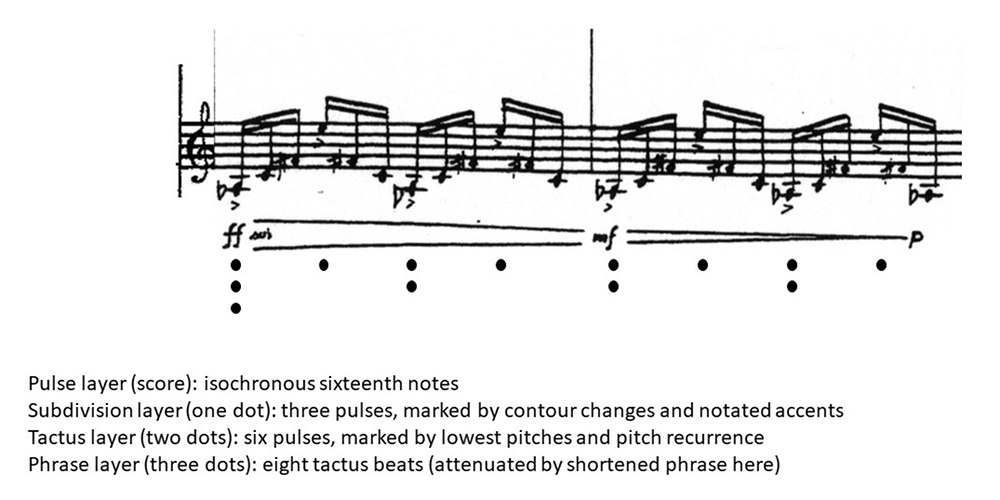 ff sub mf p
Pulse layer (score): isochronous sixteenth notes
Subdivision layer (one dot): three pulses, marked by contour changes and notated accents
Tactus layer (two dots): six pulses, marked by lowest pitches and pitch recurrence
Phrase layer (three dots): eight tactus beats (attenuated by shortened phrase here)